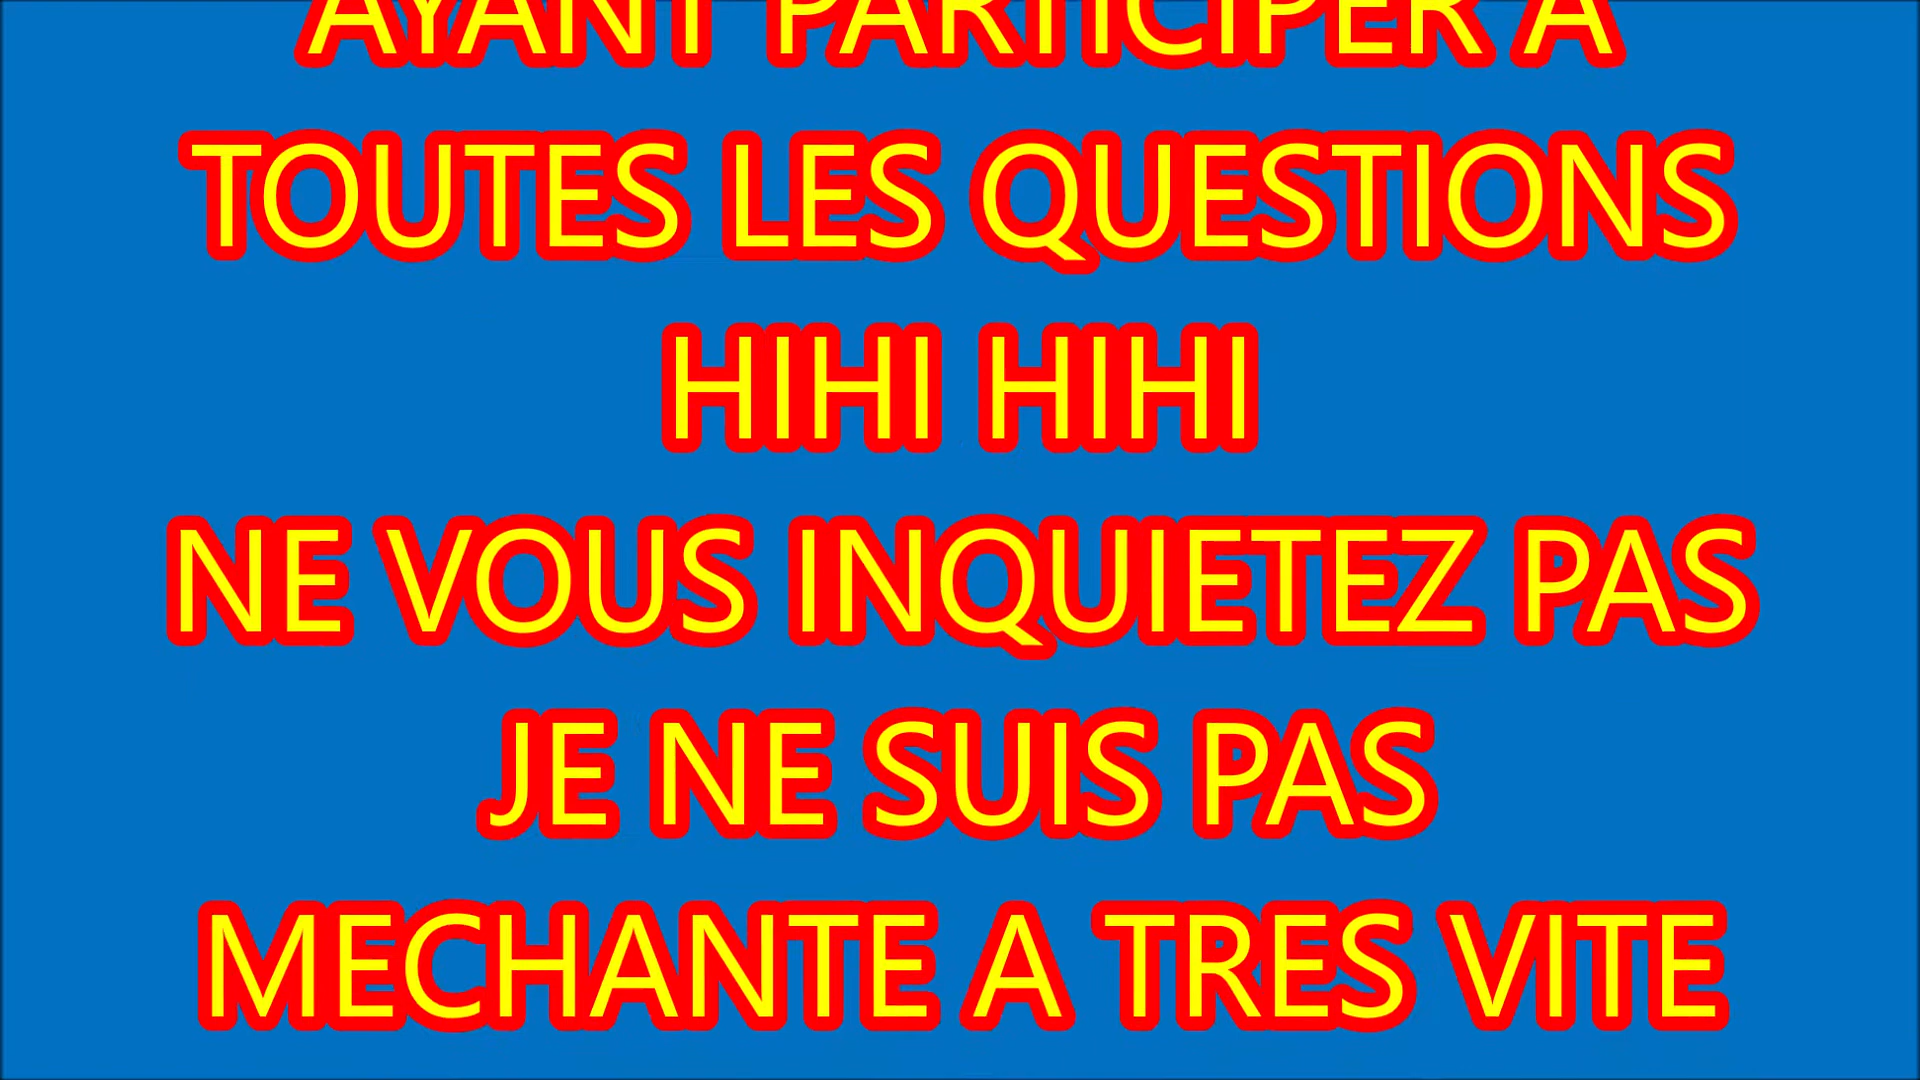 AYANT PARTICIPER A
TOUTES LES QUESTIONS
HIHI HIHI
NE VOUS INQUIETEZ PAS
JE NE SUIS PAS
MECHANTE A TRES VITE